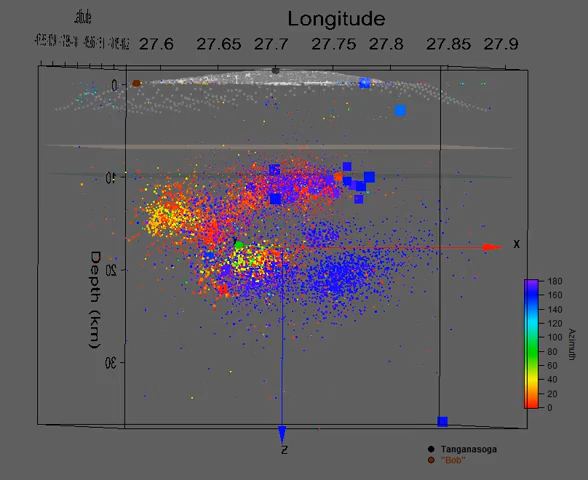 Longitude
Latitude
27.6 27.65 27.7 27.75 27.8 27.85 27.9
0
10
20
30
Depth (km)
Y
X
Z
180
160
140
120
100
80
60
40
20
0
Azimuth
Tanganasoga
"Bob"